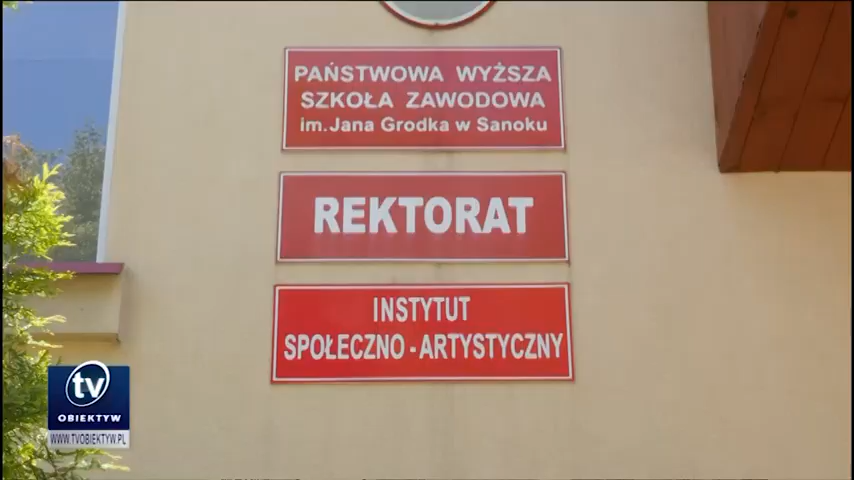 PAŃSTWOWA WYŻSZA
SZKOŁA ZAWODOWA
im.Jana Grodka w Sanoku
REKTORAT
INSTYTUT
SPOŁECZNO-ARTYSTYCZNY
tv
OBIEKTYW
WWW.TVOBIEKTYW.PL